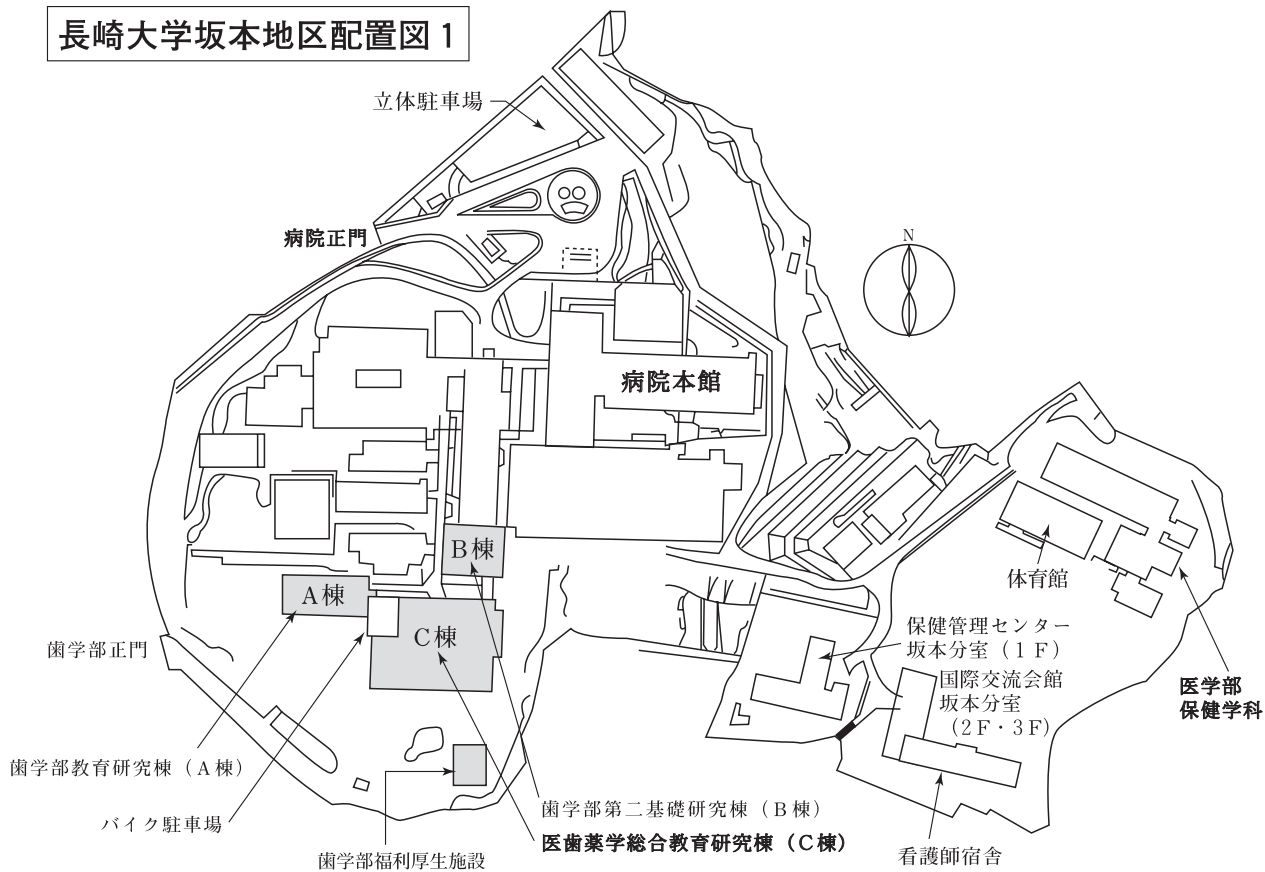 長崎大学坂本地区配置図1
立体駐車場
病院正門
N
病院本館
B棟
A棟
C棟
体育館
保健管理センター
坂本分室（1F）
国際交流会館
坂本分室
（2F・3F）
医学部
保健学科
歯学部正門
歯学部教育研究棟（A棟）
バイク駐車場
歯学部福利厚生施設
歯学部第二基礎研究棟（B棟）
医歯薬学総合教育研究棟（C棟）
看護師宿舎